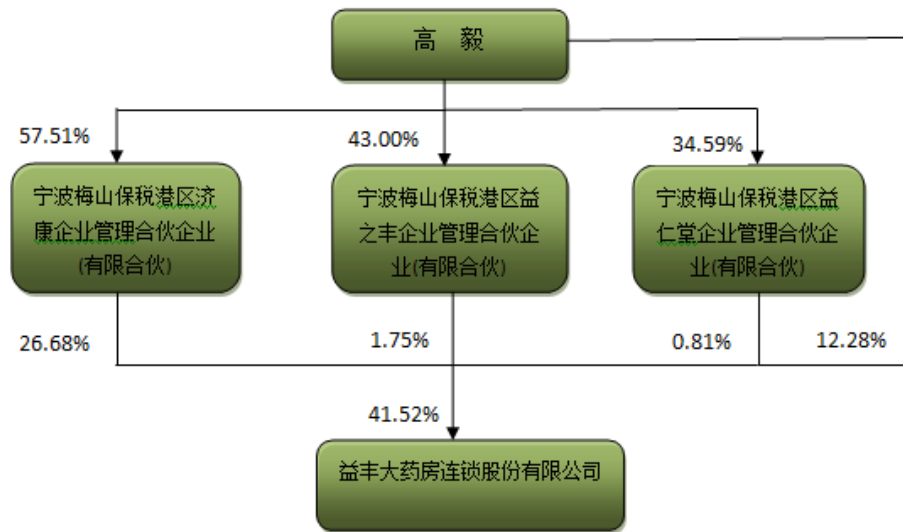 高 毅
57.51%
43.00%
34.59%
宁波梅山保税港区济
康企业管理合伙企业
(有限合伙)
宁波梅山保税港区益
之丰企业管理合伙企
业(有限合伙)
宁波梅山保税港区益
仁堂企业管理合伙企
业(有限合伙)
26.68%
1.75%
0.81%
12.28%
41.52%
益丰大药房连锁股份有限公司